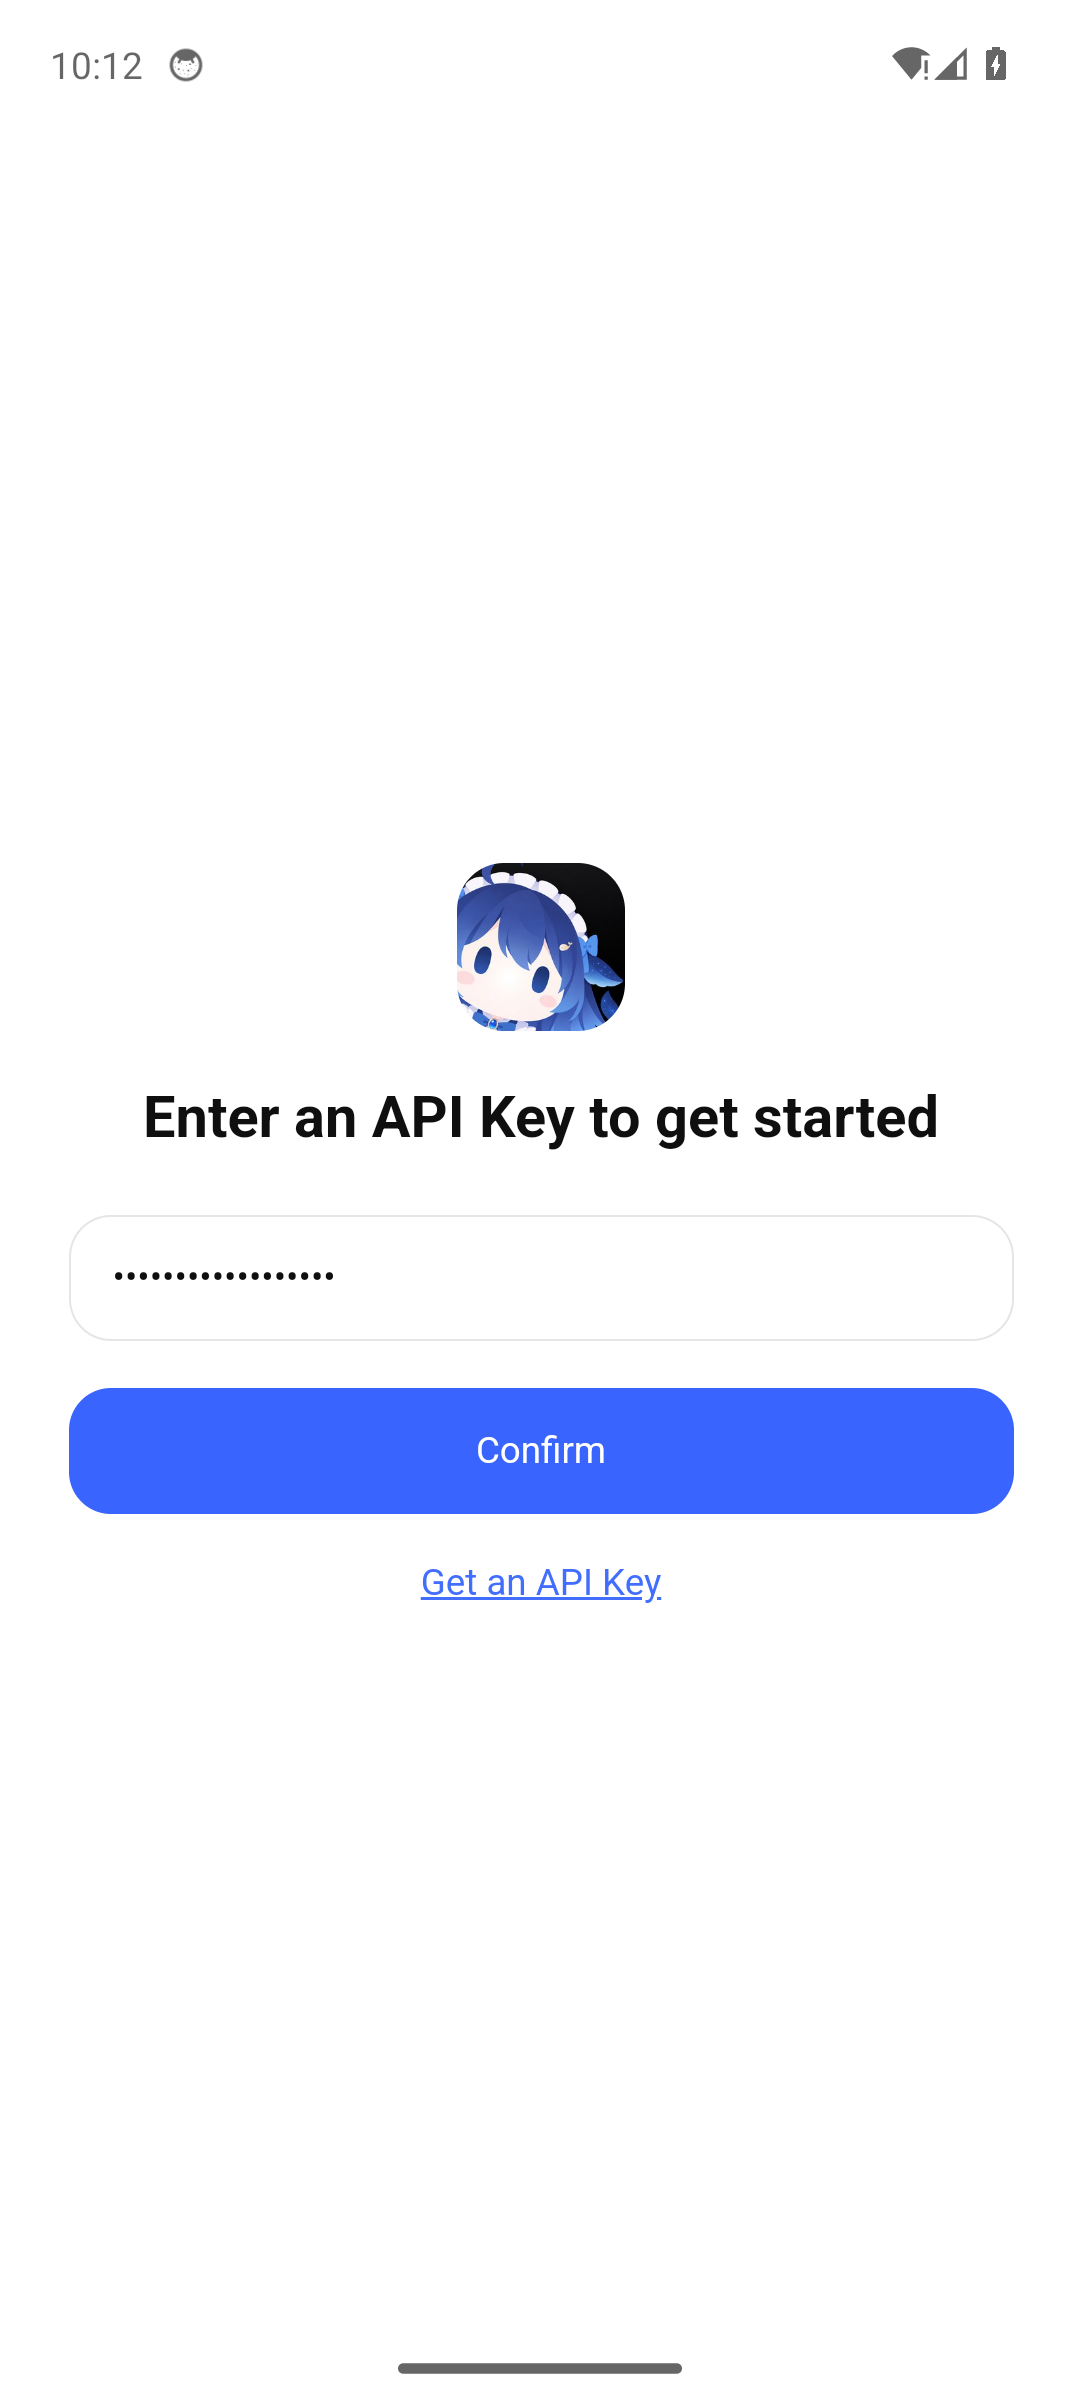 10:12
Enter an API Key to get started
••••••••••••••••••
Confirm
Get an API Key